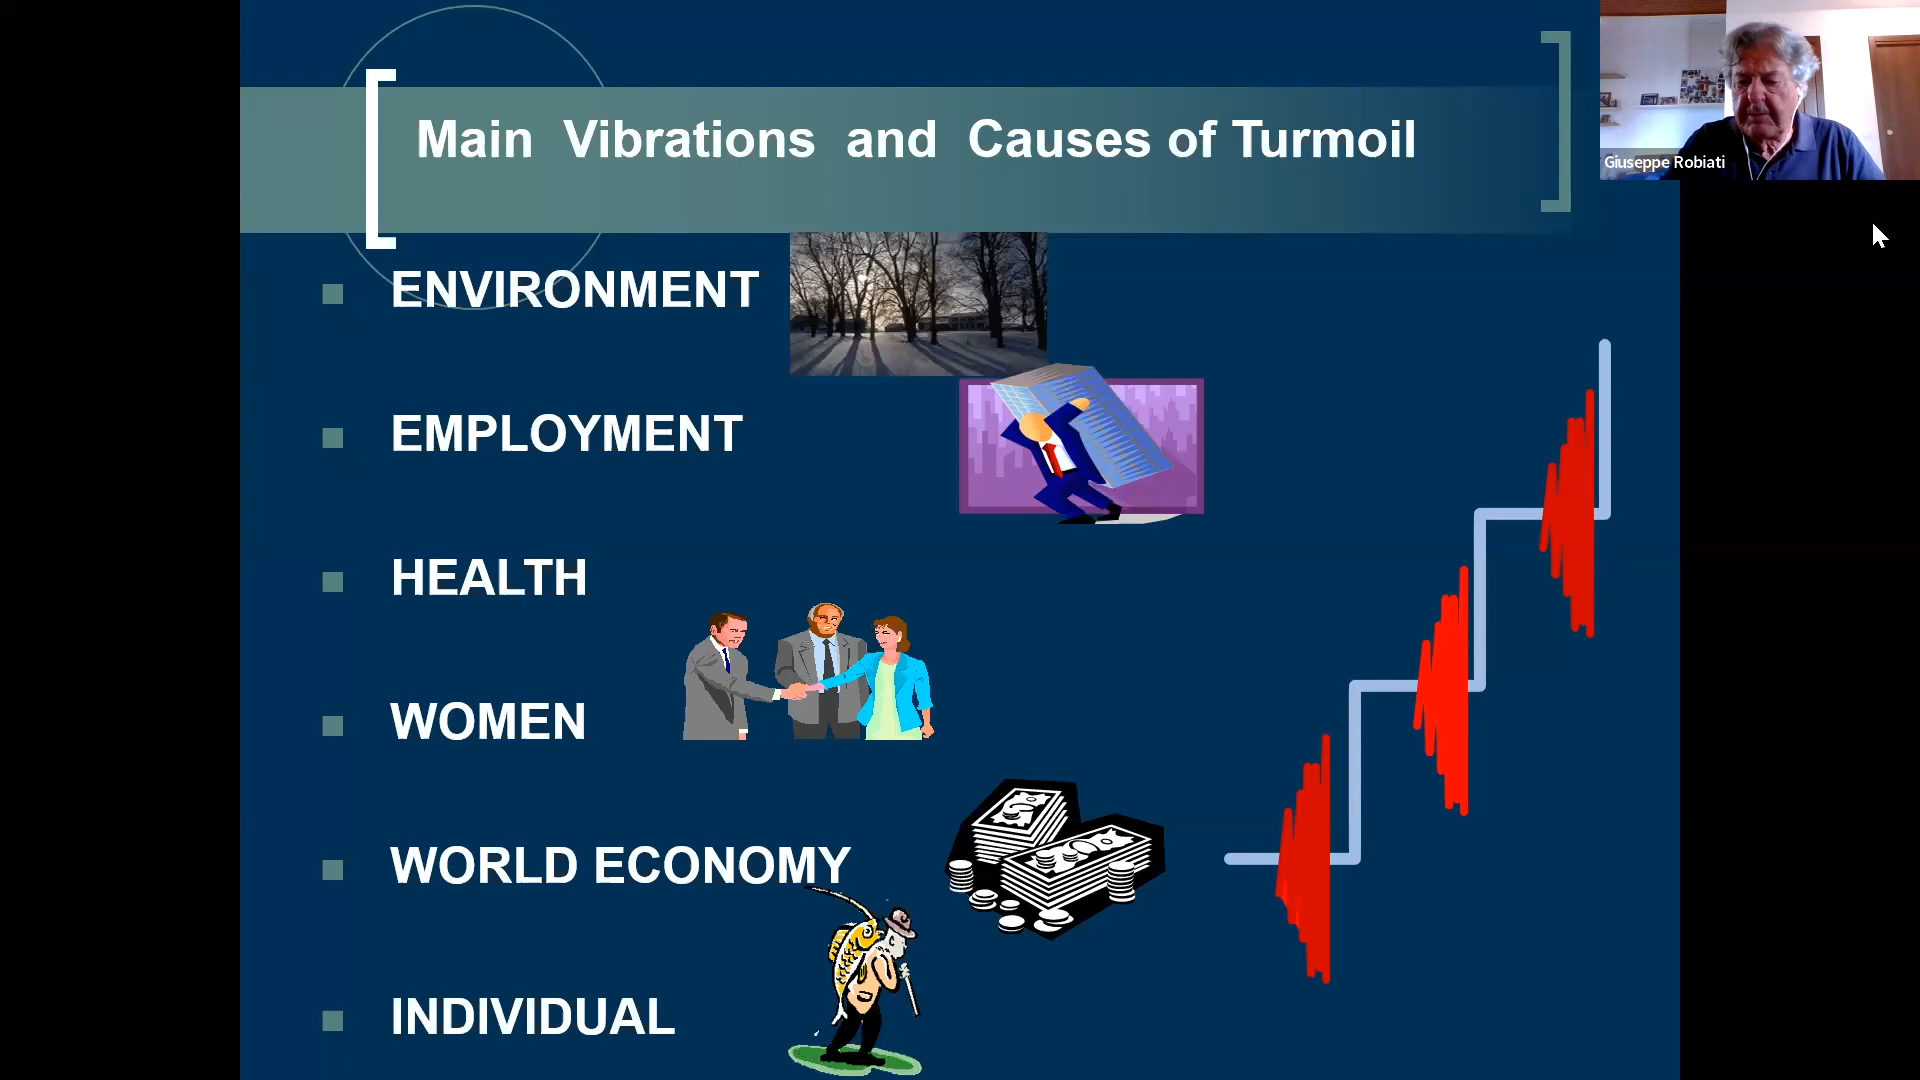 Main Vibrations and Causes of Turmoil
Giuseppe Robiati
ENVIRONMENT
EMPLOYMENT
HEALTH
WOMEN
WORLD ECONOMY
INDIVIDUAL